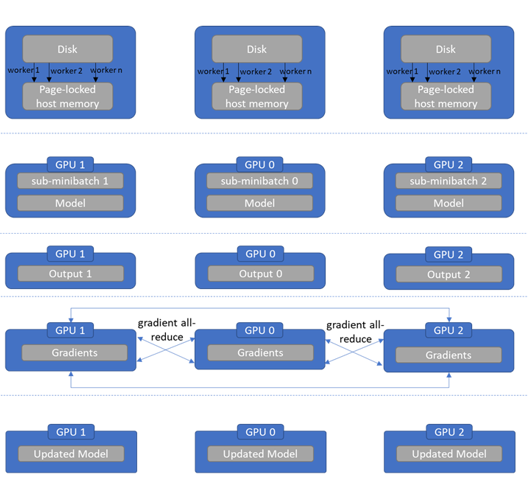 Disk
Disk
Disk
worker 1
worker 2
worker n
worker 1
worker 2
worker n
worker 1
worker 2
worker n
Page-locked
host memory
Page-locked
host memory
Page-locked
host memory
GPU 1
GPU 0
GPU 2
sub-minibatch 1
sub-minibatch 0
sub-minibatch 2
Model
Model
Model
GPU 1
GPU 0
GPU 2
Output 1
Output 0
Output 2
gradient all-
reduce
gradient all-
reduce
GPU 1
GPU 0
GPU 2
Gradients
Gradients
Gradients
GPU 1
GPU 0
GPU 2
Updated Model
Updated Model
Updated Model